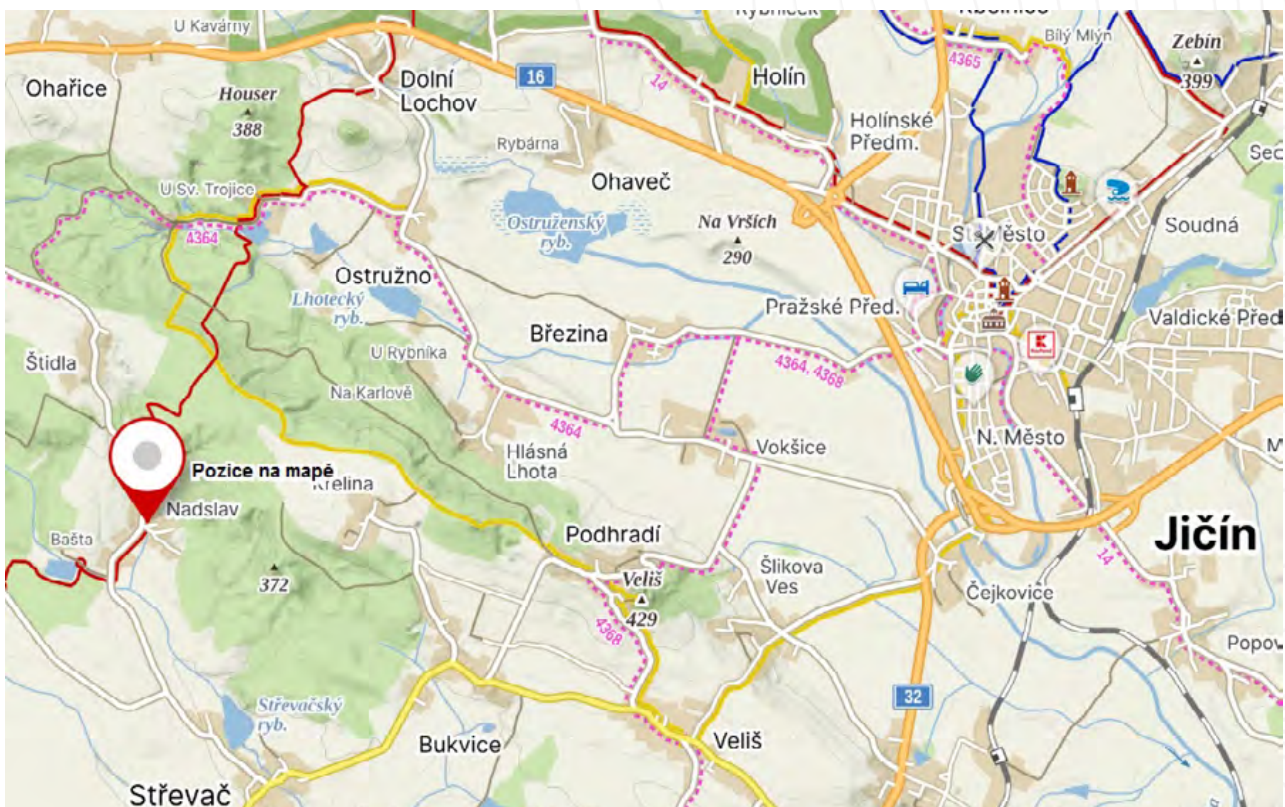 U Kavárny
Rybníček
Bílý Mlýn
Zebín
399
4365
16
14
Ohařice
Houser
388
Dolní
Lochov
Holín
Holínské
Předm.
Rybárna
U Sv. Trojice
Ohaveč
4364
Ostruženský
ryb.
Na Vrších
290
Soudná
Ostružno
Lhotecký
ryb.
Pražské Před.
Valdické Před
Březina
Štidla
U Rybníka
4364, 4368
Na Karlově
4364
Hlásná
Lhota
Vokšice
N. Město
Pozice na mapě
Křelina
Nadslav
Bašta
372
Podhradí
Veliš
429
4368
Šlikova
Ves
Jičín
14
Čejkovice
Popov
Střevačský
ryb.
32
Bukvice
Veliš
Střevač